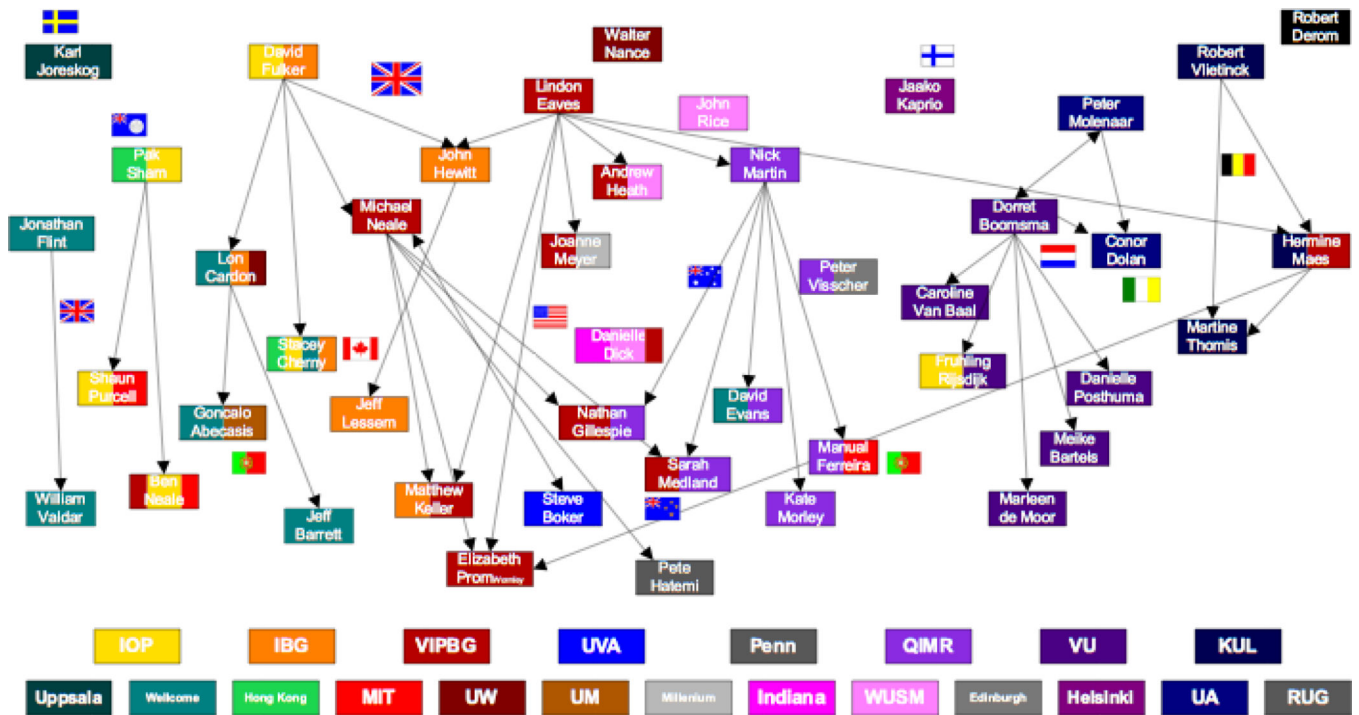 Karl
Joreskog
David
Fulker
Walter
Nance
Robert
Derom
Lindon
Eaves
John
Rice
Jaako
Kaprio
Robert
Vlietinck
Peter
Molenaar
Pak
Sham
John
Hewitt
Andrew
Heath
Nick
Martin
Jonathan
Flint
Michael
Neale
Dorret
Boomsma
Lon
Cardon
Joanne
Meyer
Peter
Visscher
Conor
Dolan
Hermine
Maes
Caroline
Van Baal
Stacey
Cherny
Danielle
Dick
Martine
Thomis
Shaun
Purcell
Fruhling
Rijsdijk
Danielle
Posthuma
Goncalo
Abecasis
Jeff
Lessem
Nathan
Gillespie
David
Evans
Meike
Bartels
Manual
Ferreira
Sarah
Medland
Ben
Neale
William
Valdar
Matthew
Keller
Steve
Boker
Kate
Morley
Marleen
de Moor
Jeff
Barrett
Elizabeth
Prom Wormley
Pete
Hatemi
IOP
IBG
VIPBG
UVA
Penn
QIMR
VU
KUL
Uppsala
Wellcome
Hong Kong
MIT
UW
UM
Millenium
Indiana
WUSM
Edinburgh
Helsinki
UA
RUG